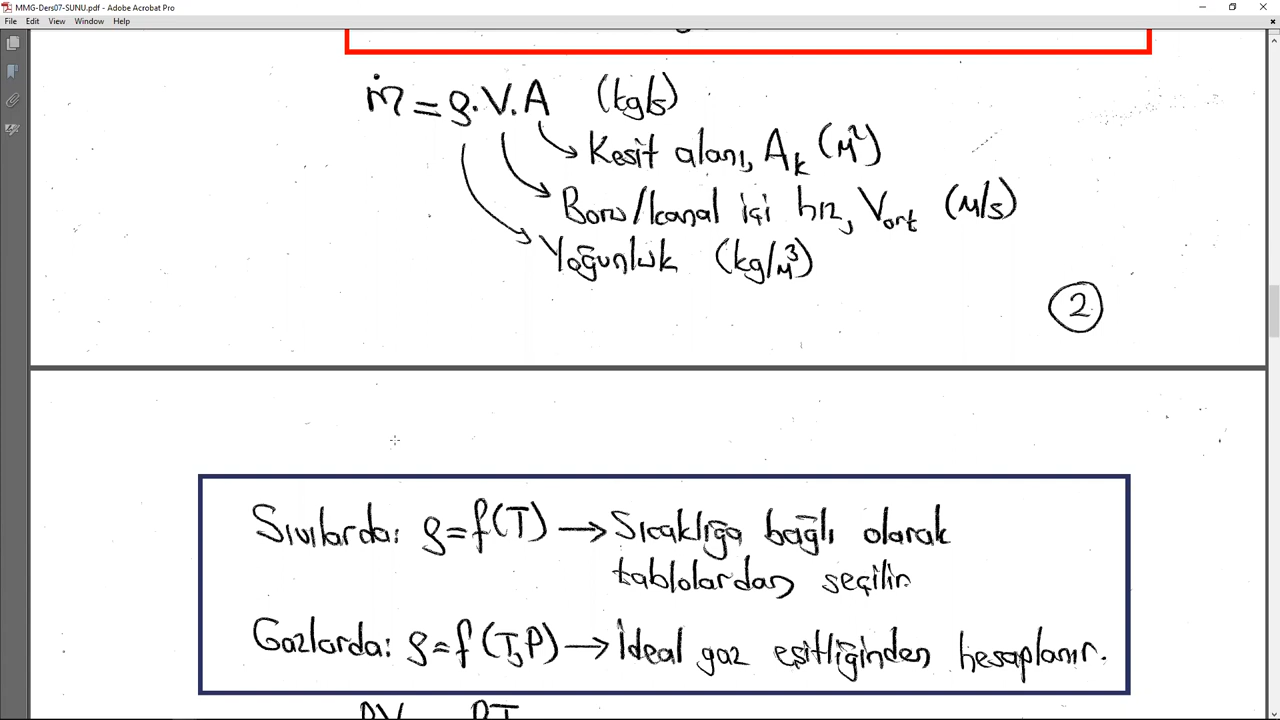 MMG-Ders07-SUNU.pdf - Adobe Acrobat Pro
File Edit View Window Help
ṁ = ρ.V.A (kg/s)
Kesit alanı, A_k (m²)
Boru/kanal içi hız, V_ort (m/s)
Yoğunluk (kg/m³)
2
Sıvılarda: ρ=f(T) → Sıcaklığa bağlı olarak
tablolardan seçilir.
Gazlarda: ρ=f(T,P) → İdeal gaz eşitliğinden hesaplanır.